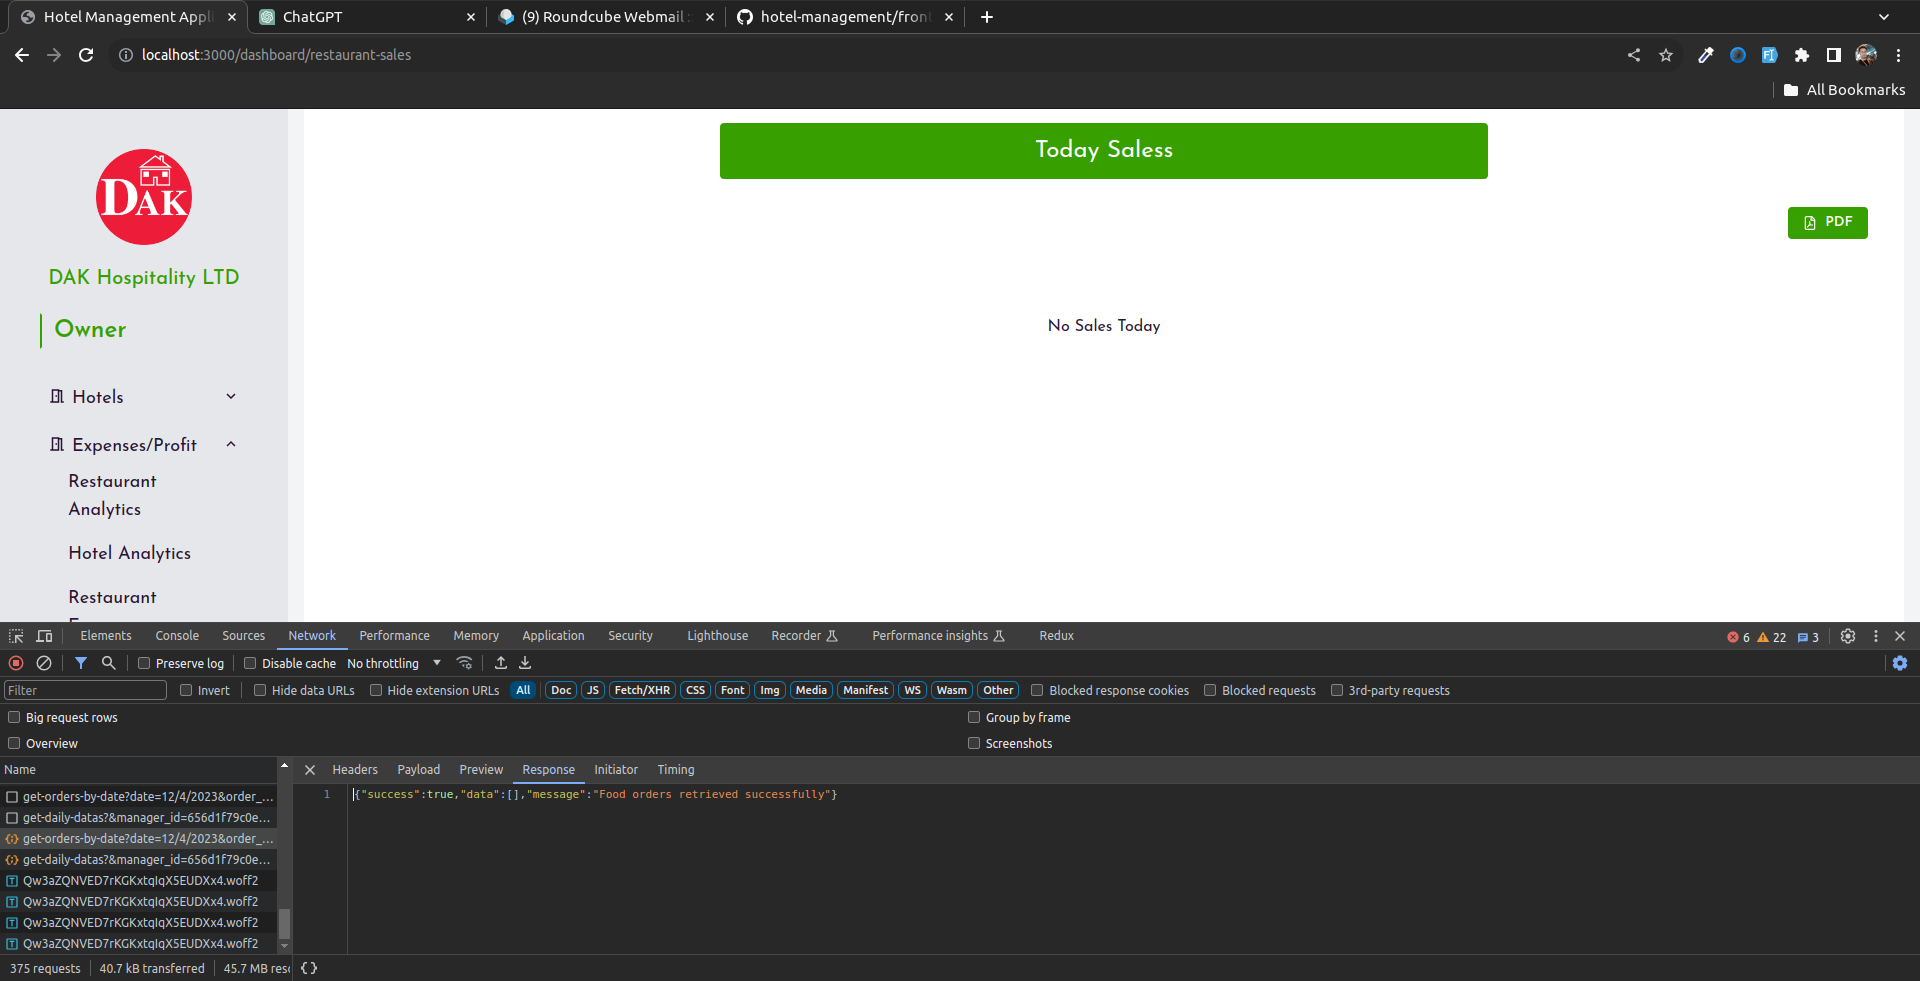 Hotel Management Appli
ChatGPT
(9) Roundcube Webmail :
hotel-management/front
localhost:3000/dashboard/restaurant-sales
All Bookmarks
DAK
DAK Hospitality LTD
Owner
Hotels
Expenses/Profit
Restaurant
Analytics
Hotel Analytics
Restaurant
Today Saless
PDF
No Sales Today
Elements Console Sources Network Performance Memory Application Security Lighthouse Recorder Performance insights Redux
6 22 3
Preserve log Disable cache No throttling
Filter Invert Hide data URLs Hide extension URLs All Doc JS Fetch/XHR CSS Font Img Media Manifest WS Wasm Other Blocked response cookies Blocked requests 3rd-party requests
Big request rows Group by frame
Overview Screenshots
Name
Headers Payload Preview Response Initiator Timing
get-orders-by-date?date=12/4/2023&order_...
get-daily-datas?&manager_id=656d1f79c0e...
get-orders-by-date?date=12/4/2023&order_...
get-daily-datas?&manager_id=656d1f79c0e...
Qw3aZQNVED7rKGKxtqIqX5EUDXx4.woff2
Qw3aZQNVED7rKGKxtqIqX5EUDXx4.woff2
Qw3aZQNVED7rKGKxtqIqX5EUDXx4.woff2
Qw3aZQNVED7rKGKxtqIqX5EUDXx4.woff2
1 {"success":true,"data":[],"message":"Food orders retrieved successfully"}
375 requests 40.7 kB transferred 45.7 MB reso
{}